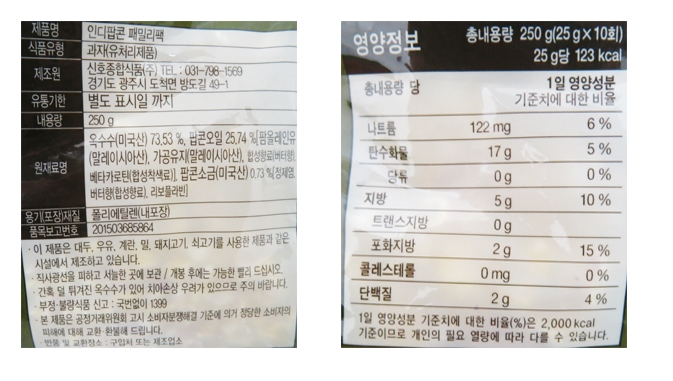 제품명 인디팝콘 패밀리팩
식품유형 과자(유처리제품)
제조원 신호종합식품(주) TEL : 031-798-1569
경기도 광주시 도척면 방도길 49-1
유통기한 별도 표시일 까지
내용량 250 g
원재료명 옥수수(미국산) 73.53 %, 팝콘오일 25.74 %[팜올레인유
(말레이시아산), 가공유지(말레이시아산), 합성향료(버터향),
베타카로틴(합성착색료)], 팝콘소금(미국산) 0.73 %[정제염,
버터향(합성향료), 리보플라빈]
용기(포장)재질 폴리에틸렌(내포장)
품목보고번호 201503685864
· 이 제품은 대두, 우유, 계란, 밀, 돼지고기, 쇠고기를 사용한 제품과 같은
시설에서 제조하고 있습니다.
· 직사광선을 피하고 서늘한 곳에 보관 / 개봉 후에는 가능한 빨리 드십시오.
· 간혹 덜 튀겨진 옥수수가 있어 치아손상 우려가 있으므로 주의 바랍니다.
· 부정·불량식품 신고 : 국번없이 1399
· 본 제품은 공정거래위원회 고시 소비자분쟁해결 기준에 의거 정당한 소비자의
피해에 대해 교환 환불해 드립니다.
· 반품 및 교환장소 : 구입처 또는 제조업소
영양정보 총내용량 250 g(25 g×10회)
25 g당 123 kcal
총내용량 당 1일 영양성분
기준치에 대한 비율
나트륨 122 mg 6 %
탄수화물 17 g 5 %
당류 0 g 0 %
지방 5 g 10 %
트랜스지방 0 g
포화지방 2 g 15 %
콜레스테롤 0 mg 0 %
단백질 2 g 4 %
1일 영양성분 기준치에 대한 비율(%)은 2,000 kcal
기준이므로 개인의 필요 열량에 따라 다를 수 있습니다.